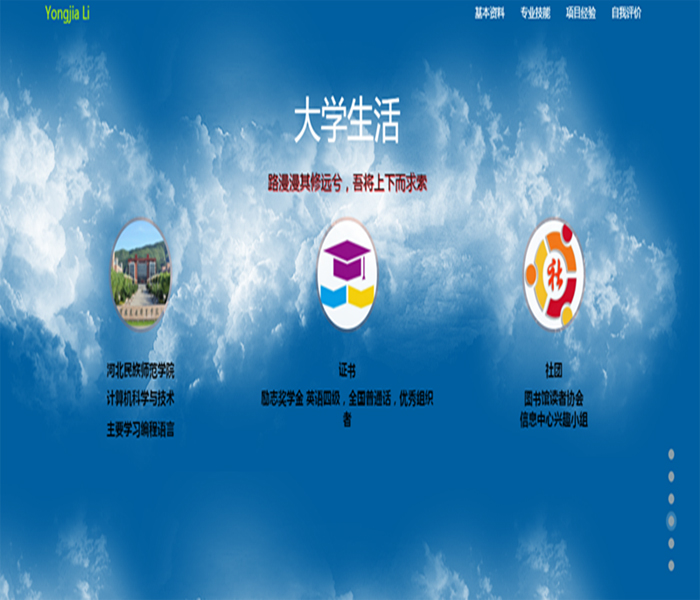 Yongjia Li
基本资料 专业技能 项目经验 自我评价
大学生活
路漫漫其修远兮，吾将上下而求索
社
河北民族师范学院
计算机科学与技术
主要学习编程语言
证书
励志奖学金 英语四级，全国普通话，优秀组织
者
社团
图书馆读者协会
信息中心兴趣小组